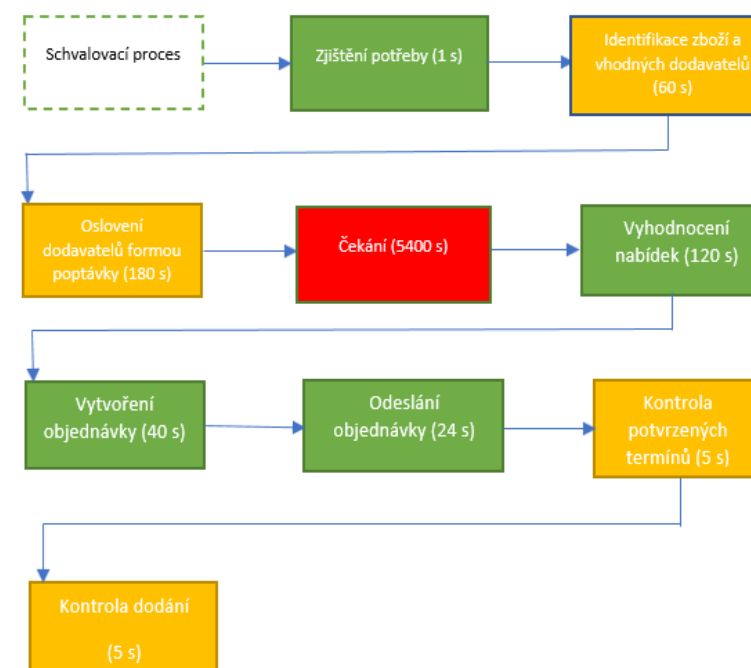 Schvalovací proces
Zjištění potřeby (1 s)
Identifikace zboží a
vhodných dodavatelů
(60 s)
Oslovení
dodavatelů formou
poptávky (180 s)
Čekání (5400 s)
Vyhodnocení
nabídek (120 s)
Vytvoření
objednávky (40 s)
Odeslání
objednávky (24 s)
Kontrola
potvrzených
termínů (5 s)
Kontrola dodání
(5 s)